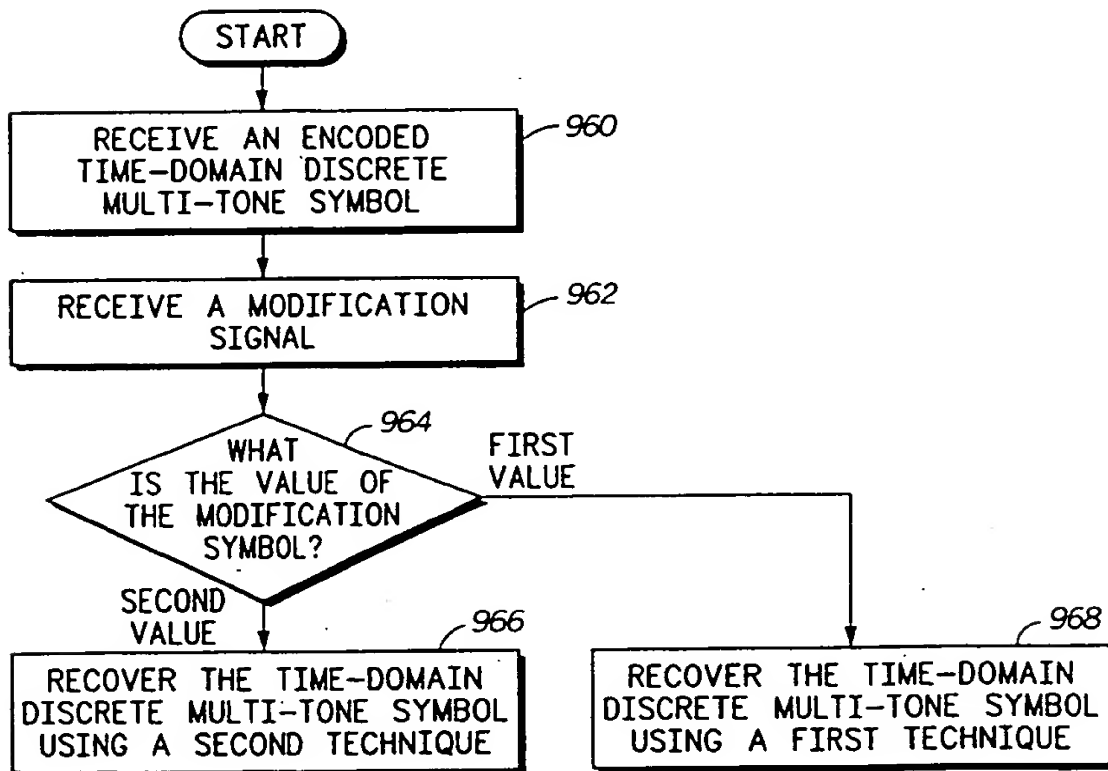 START
RECEIVE AN ENCODED
TIME-DOMAIN DISCRETE
MULTI-TONE SYMBOL
960
RECEIVE A MODIFICATION
SIGNAL
962
WHAT
IS THE VALUE OF
THE MODIFICATION
SYMBOL?
964
FIRST
VALUE
SECOND
VALUE
966
RECOVER THE TIME-DOMAIN
DISCRETE MULTI-TONE SYMBOL
USING A SECOND TECHNIQUE
968
RECOVER THE TIME-DOMAIN
DISCRETE MULTI-TONE SYMBOL
USING A FIRST TECHNIQUE